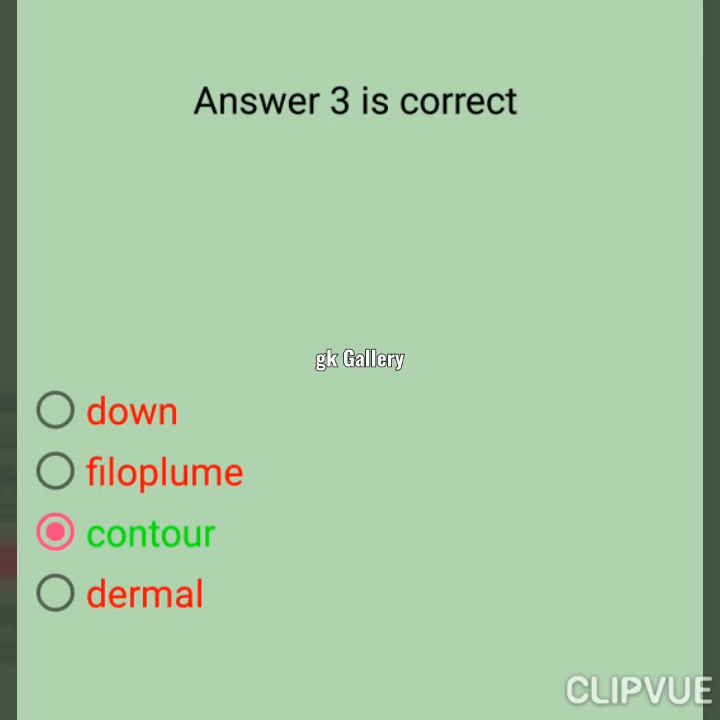 Answer 3 is correct
gk Gallery
down
filoplume
contour
dermal
CLIPVUE